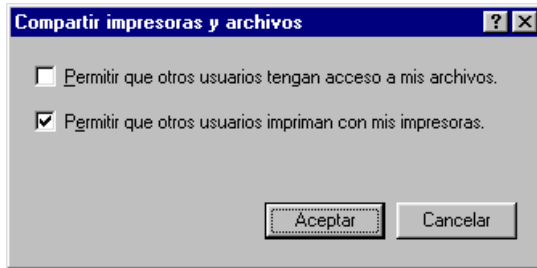 Compartir impresoras y archivos
Permitir que otros usuarios tengan acceso a mis archivos.
Permitir que otros usuarios impriman con mis impresoras.
Aceptar Cancelar